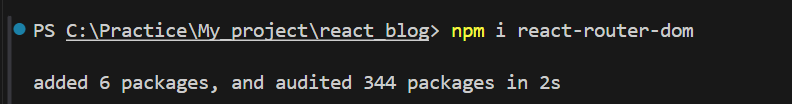 PS C:\Practice\My_project\react_blog> npm i react-router-dom
added 6 packages, and audited 344 packages in 2s